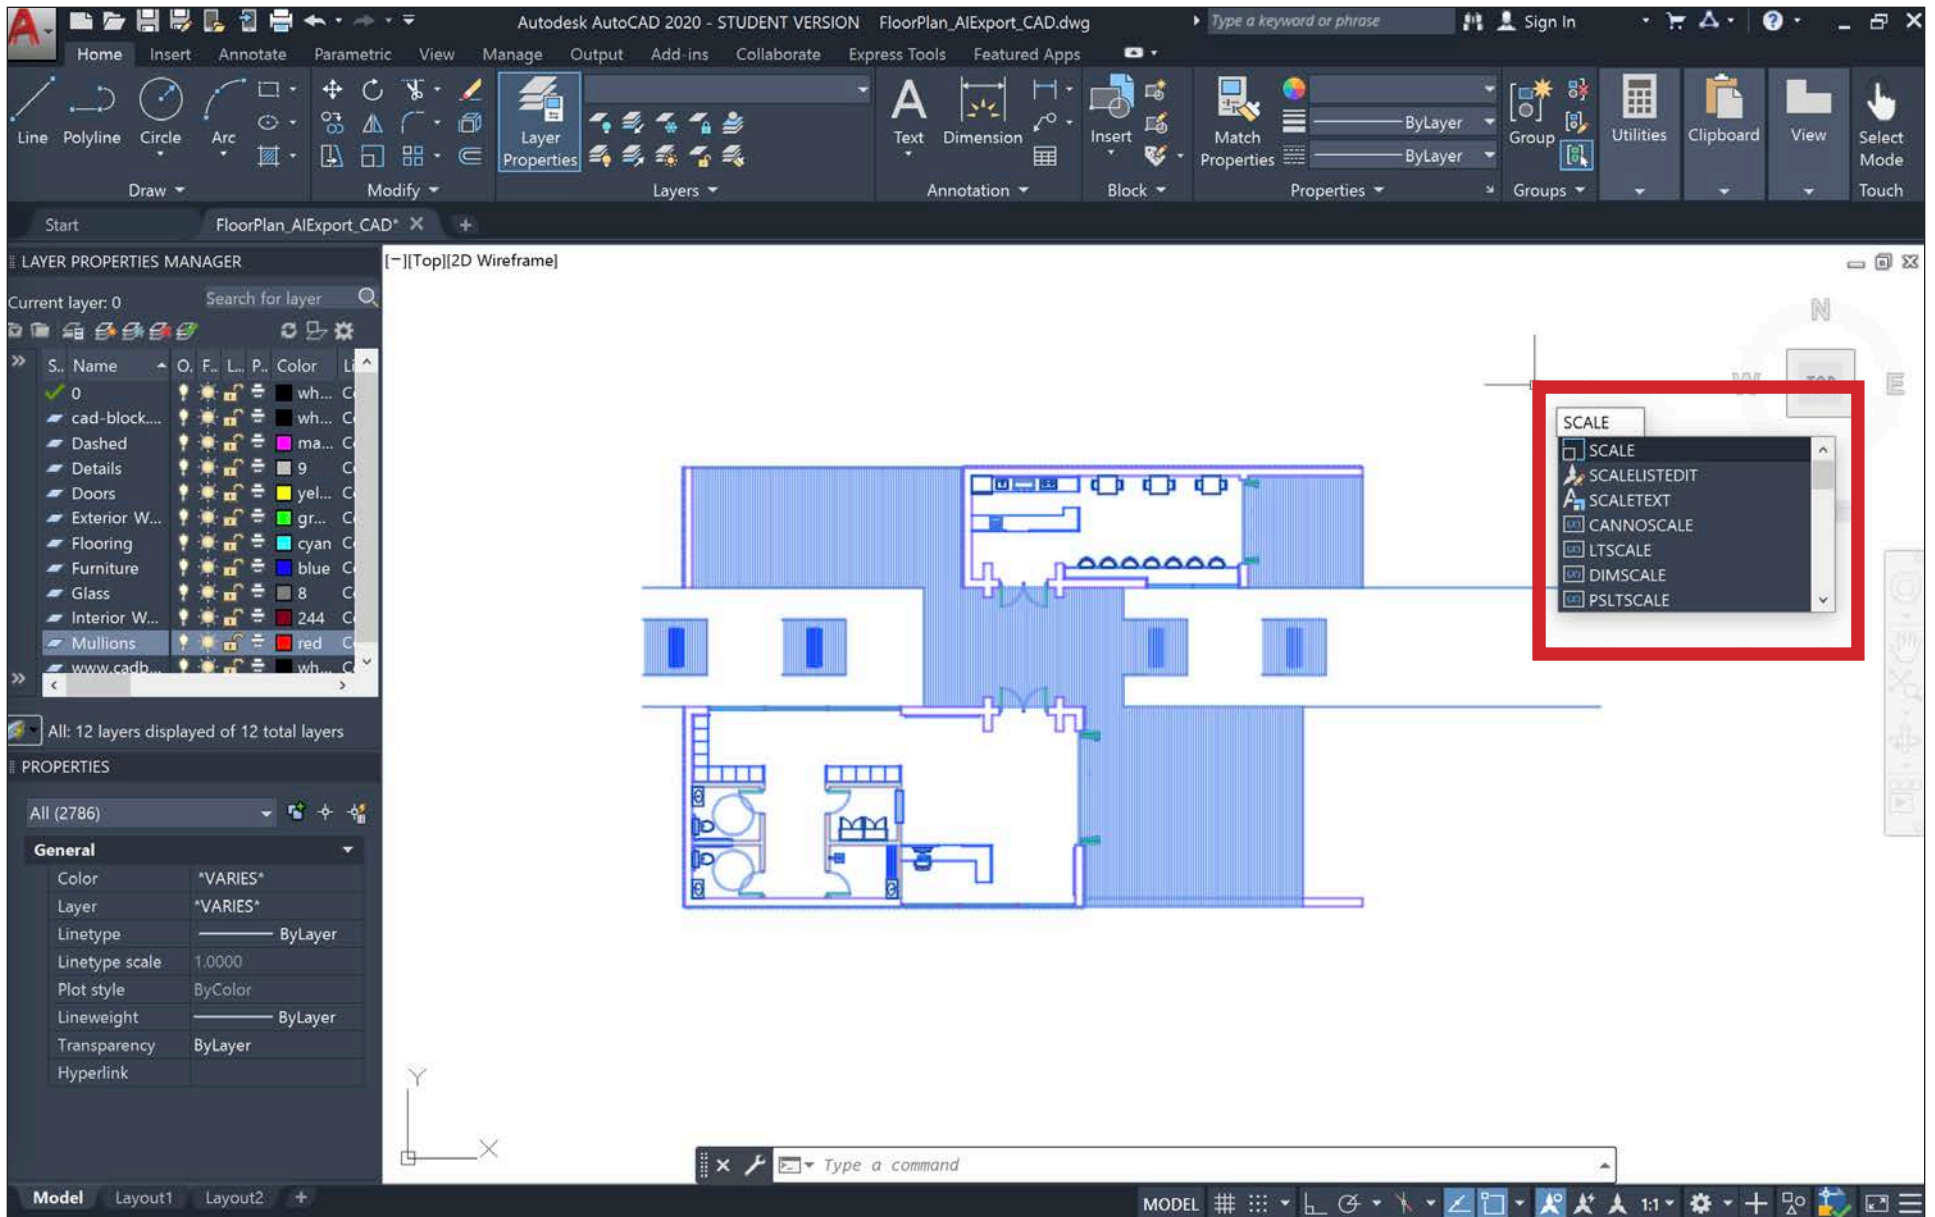 Autodesk AutoCAD 2020 - STUDENT VERSION FloorPlan_AIExport_CAD.dwg Type a keyword or phrase Sign In
Home Insert Annotate Parametric View Manage Output Add-ins Collaborate Express Tools Featured Apps
Line Polyline Circle Arc
Draw
Modify
Layer Properties
Layers
Text Dimension
Annotation
Insert
Block
Match Properties
ByLayer
ByLayer
Properties
Group
Groups
Utilities
Clipboard
View
Select Mode
Touch
Start FloorPlan_AIExport_CAD*
LAYER PROPERTIES MANAGER
Current layer: 0 Search for layer
S.. Name O. F.. L... P.. Color Li
0 wh... C
cad-block.... wh... C
Dashed ma... C
Details 9 C
Doors yel... C
Exterior W... gr... C
Flooring cyan C
Furniture blue C
Glass 8 C
Interior W... 244 C
Mullions red C
www.cadb... wh... C
All: 12 layers displayed of 12 total layers
PROPERTIES
All (2786)
General
Color *VARIES*
Layer *VARIES*
Linetype ByLayer
Linetype scale 1.0000
Plot style ByColor
Lineweight ByLayer
Transparency ByLayer
Hyperlink
[−][Top][2D Wireframe]
N
W TOP E
SCALE
SCALE
SCALELISTEDIT
SCALETEXT
CANNOSCALE
LTSCALE
DIMSCALE
PSLTSCALE
Y
X
Type a command
Model Layout1 Layout2 +
MODEL 1:1